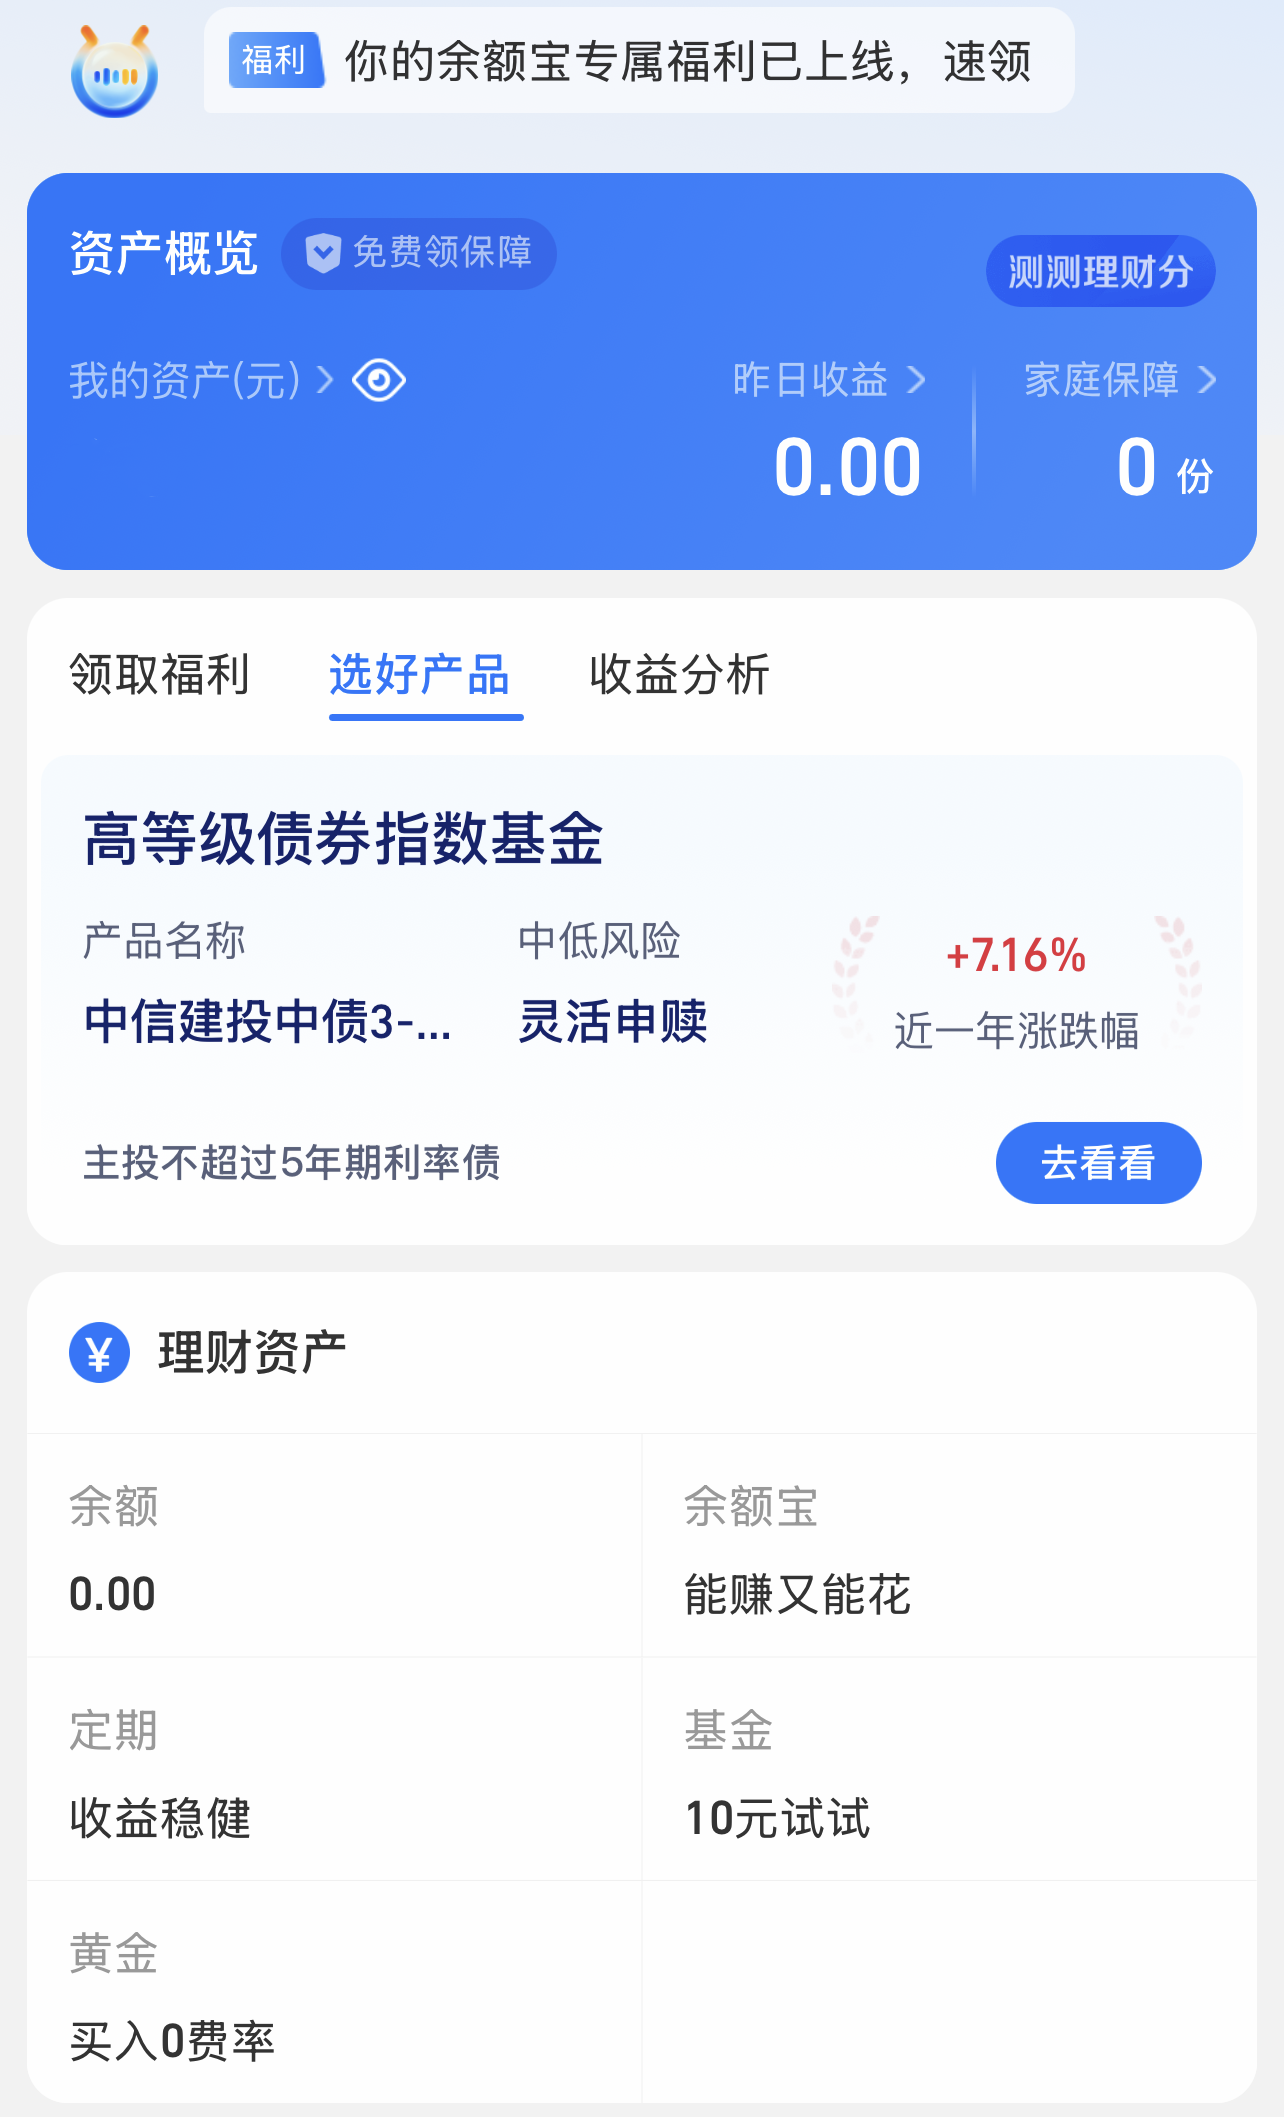 福利 你的余额宝专属福利已上线，速领
资产概览 免费领保障
测测理财分
我的资产(元) 昨日收益 家庭保障
0.00 0 份
领取福利 选好产品 收益分析
高等级债券指数基金
产品名称 中低风险
+7.16%
中信建投中债3-... 灵活申赎
近一年涨跌幅
主投不超过5年期利率债 去看看
¥ 理财资产
余额 余额宝
0.00 能赚又能花
定期 基金
收益稳健 10元试试
黄金
买入0费率